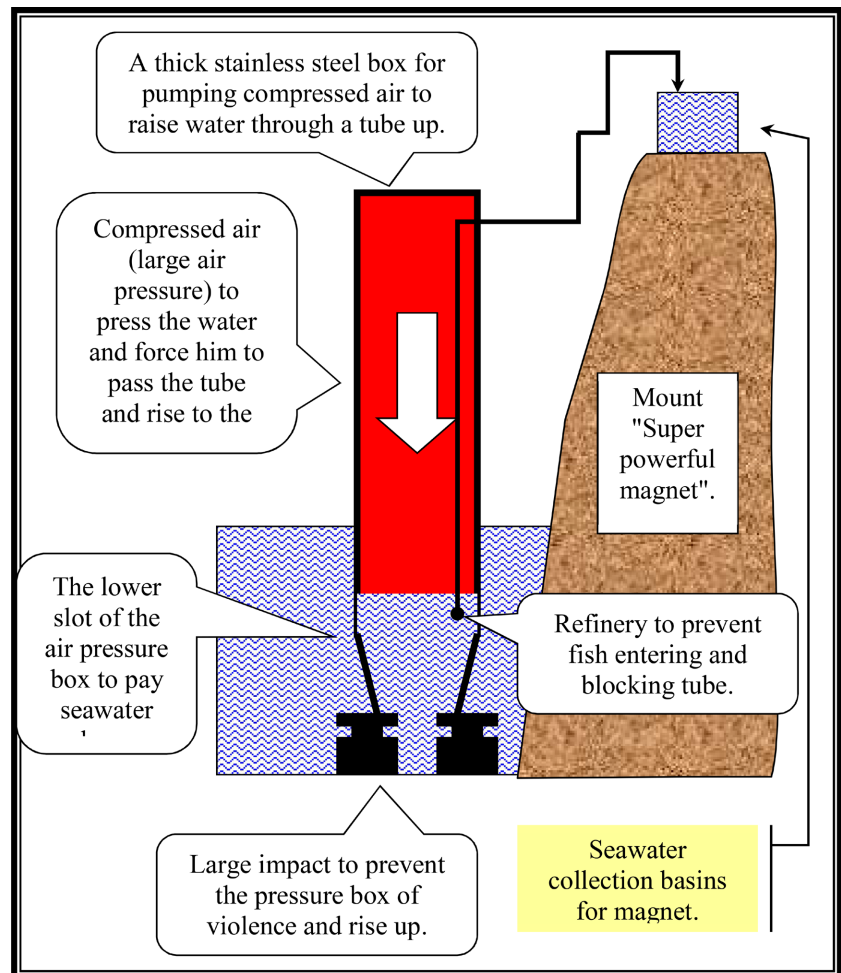 A thick stainless steel box for
pumping compressed air to
raise water through a tube up.
Compressed air
(large air
pressure) to
press the water
and force him to
pass the tube
and rise to the
Mount
"Super
powerful
magnet".
The lower
slot of the
air pressure
box to pay
seawater
Refinery to prevent
fish entering and
blocking tube.
Large impact to prevent
the pressure box of
violence and rise up.
Seawater
collection basins
for magnet.